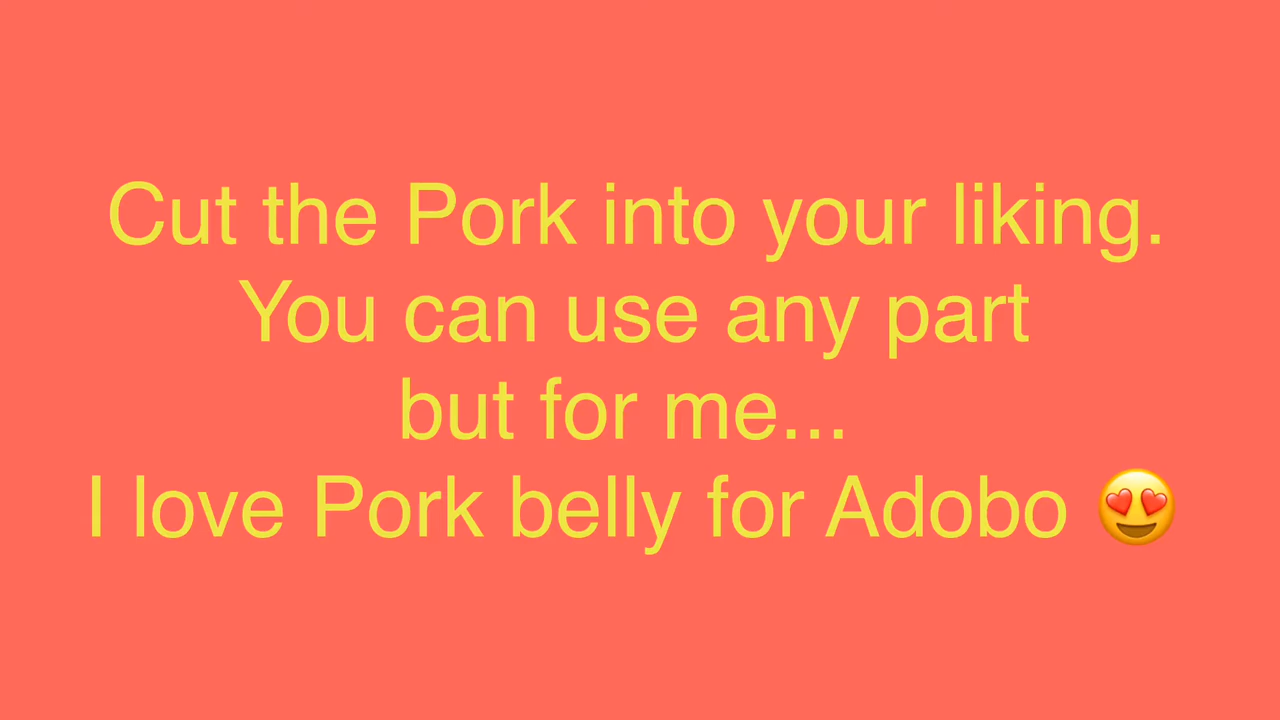 Cut the Pork into your liking.
You can use any part
but for me...
I love Pork belly for Adobo 😍